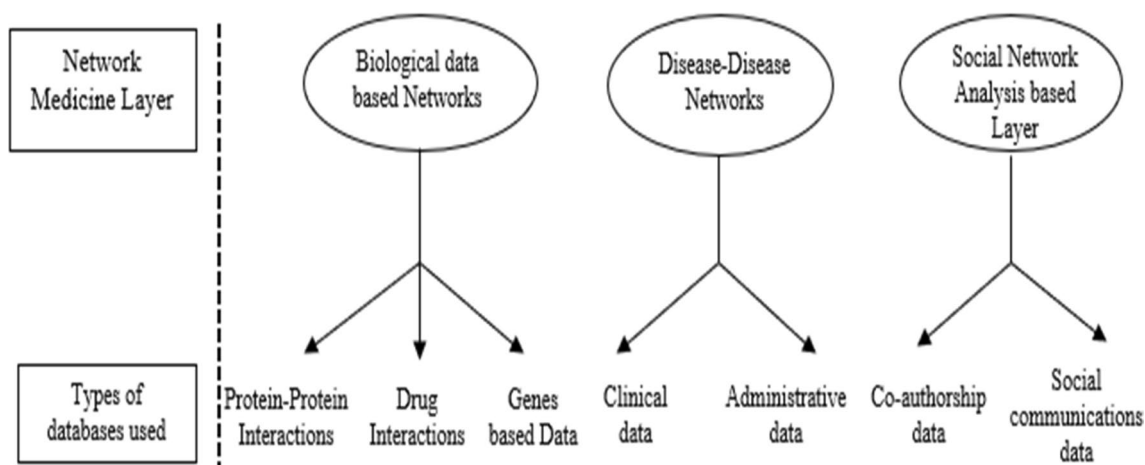 Network
Medicine Layer
Biological data
based Networks
Disease-Disease
Networks
Social Network
Analysis based
Layer
Types of
databases used
Protein-Protein
Interactions
Drug
Interactions
Genes
based Data
Clinical
data
Administrative
data
Co-authorship
data
Social
communications
data